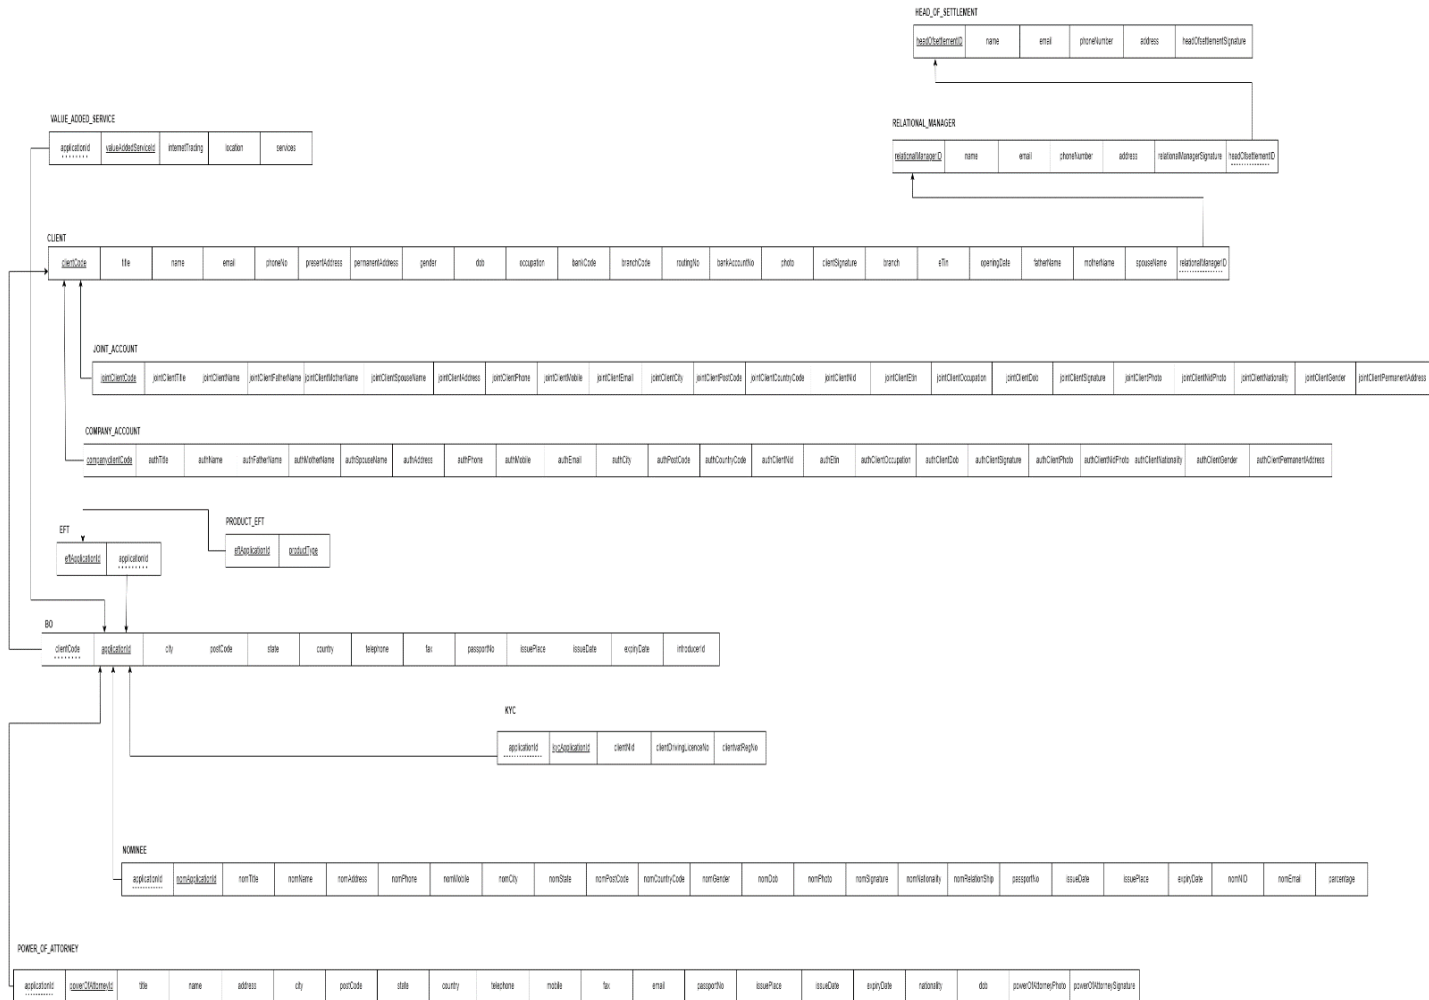 HEAD_OF_SETTLEMENT
headOfsettlementID name email phoneNumber address headOfsettlementSignature
VALUE_ADDED_SERVICE
applicationId valueAddedServiceId internetTrading location services
RELATIONAL_MANAGER
relationalManagerID name email phoneNumber address relationalManagerSignature headOfsettlementID
CLIENT
clientCode title name email phoneNo presentAddress permanentAddress gender dob occupation bankCode branchCode routingNo bankAccountNo photo clientSignature branch eTin openingDate fatherName motherName spouseName relationalManagerID
JOINT_ACCOUNT
jointClientCode jointClientTitle jointClientName jointClientFatherName jointClientMotherName jointClientSpouseName jointClientAddress jointClientPhone jointClientMobile jointClientEmail jointClientCity jointClientPostCode jointClientCountryCode jointClientNid jointClientEtin jointClientOccupation jointClientDob jointClientSignature jointClientPhoto jointClientNidPhoto jointClientNationality jointClientGender jointClientPermanentAddress
COMPANY_ACCOUNT
companyclientCode authTitle authName authFatherName authMotherName authSpouseName authAddress authPhone authMobile authEmail authCity authPostCode authCountryCode authClientNid authEtin authClientOccupation authClientDob authClientSignature authClientPhoto authClientNidPhoto authClientNationality authClientGender authClientPermanentAddress
PRODUCT_EFT
EFT
eftApplicationId productType
eftApplicationId applicationId
BO
clientCode applicationId city postCode state country telephone fax passportNo issuePlace issueDate expiryDate introducerId
KYC
applicationId kycApplicationId clientNid clientDrivingLicenceNo clientvatRegNo
NOMINEE
applicationId nomApplicationId nomTitle nomName nomAddress nomPhone nomMobile nomCity nomState nomPostCode nomCountryCode nomGender nomDob nomPhoto nomSignature nomNationality nomRelationShip passportNo issueDate issuePlace expiryDate nomNID nomEmail parcentage
POWER_OF_ATTORNEY
applicationId powerOfAttorneyId title name address city postCode state country telephone mobile fax email passportNo issuePlace issueDate expiryDate nationality dob powerOfAttorneyPhoto powerOfAttorneySignature